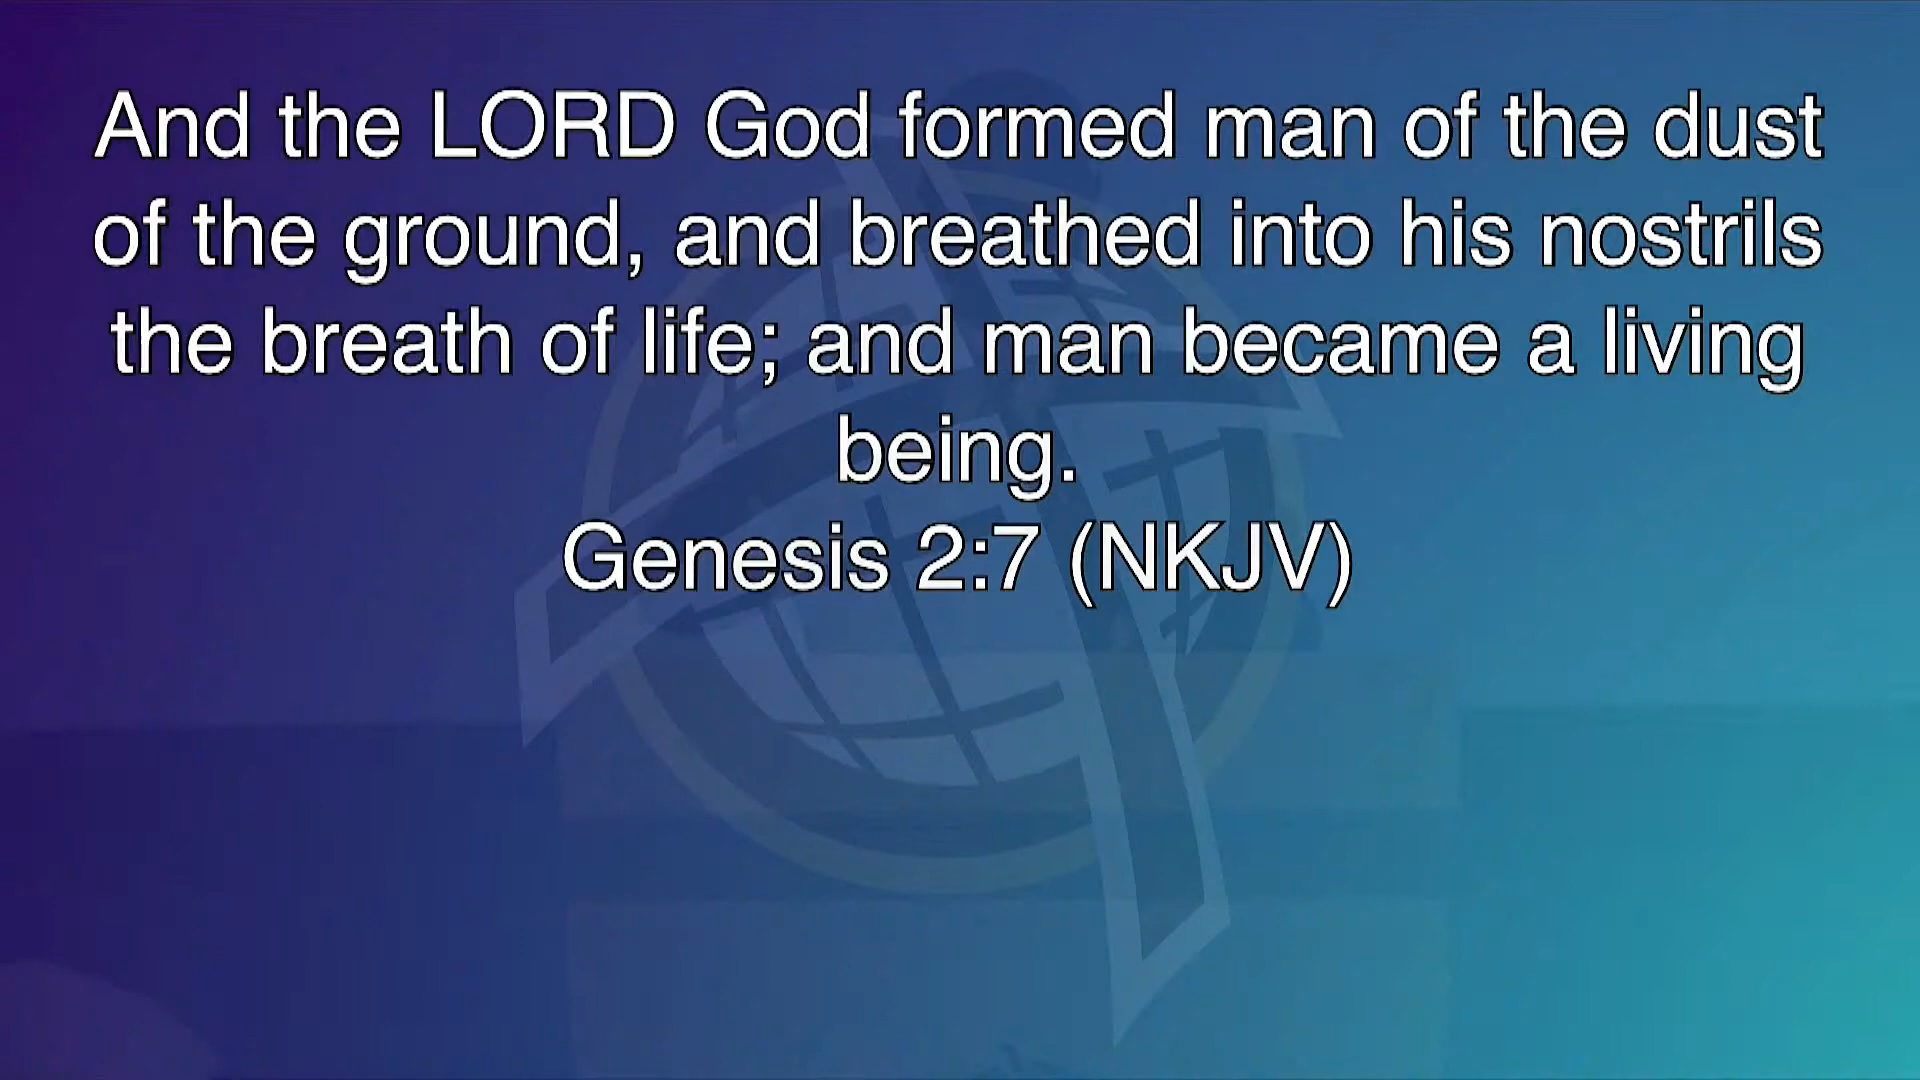 And the LORD God formed man of the dust
of the ground, and breathed into his nostrils
the breath of life; and man became a living
being.
Genesis 2:7 (NKJV)